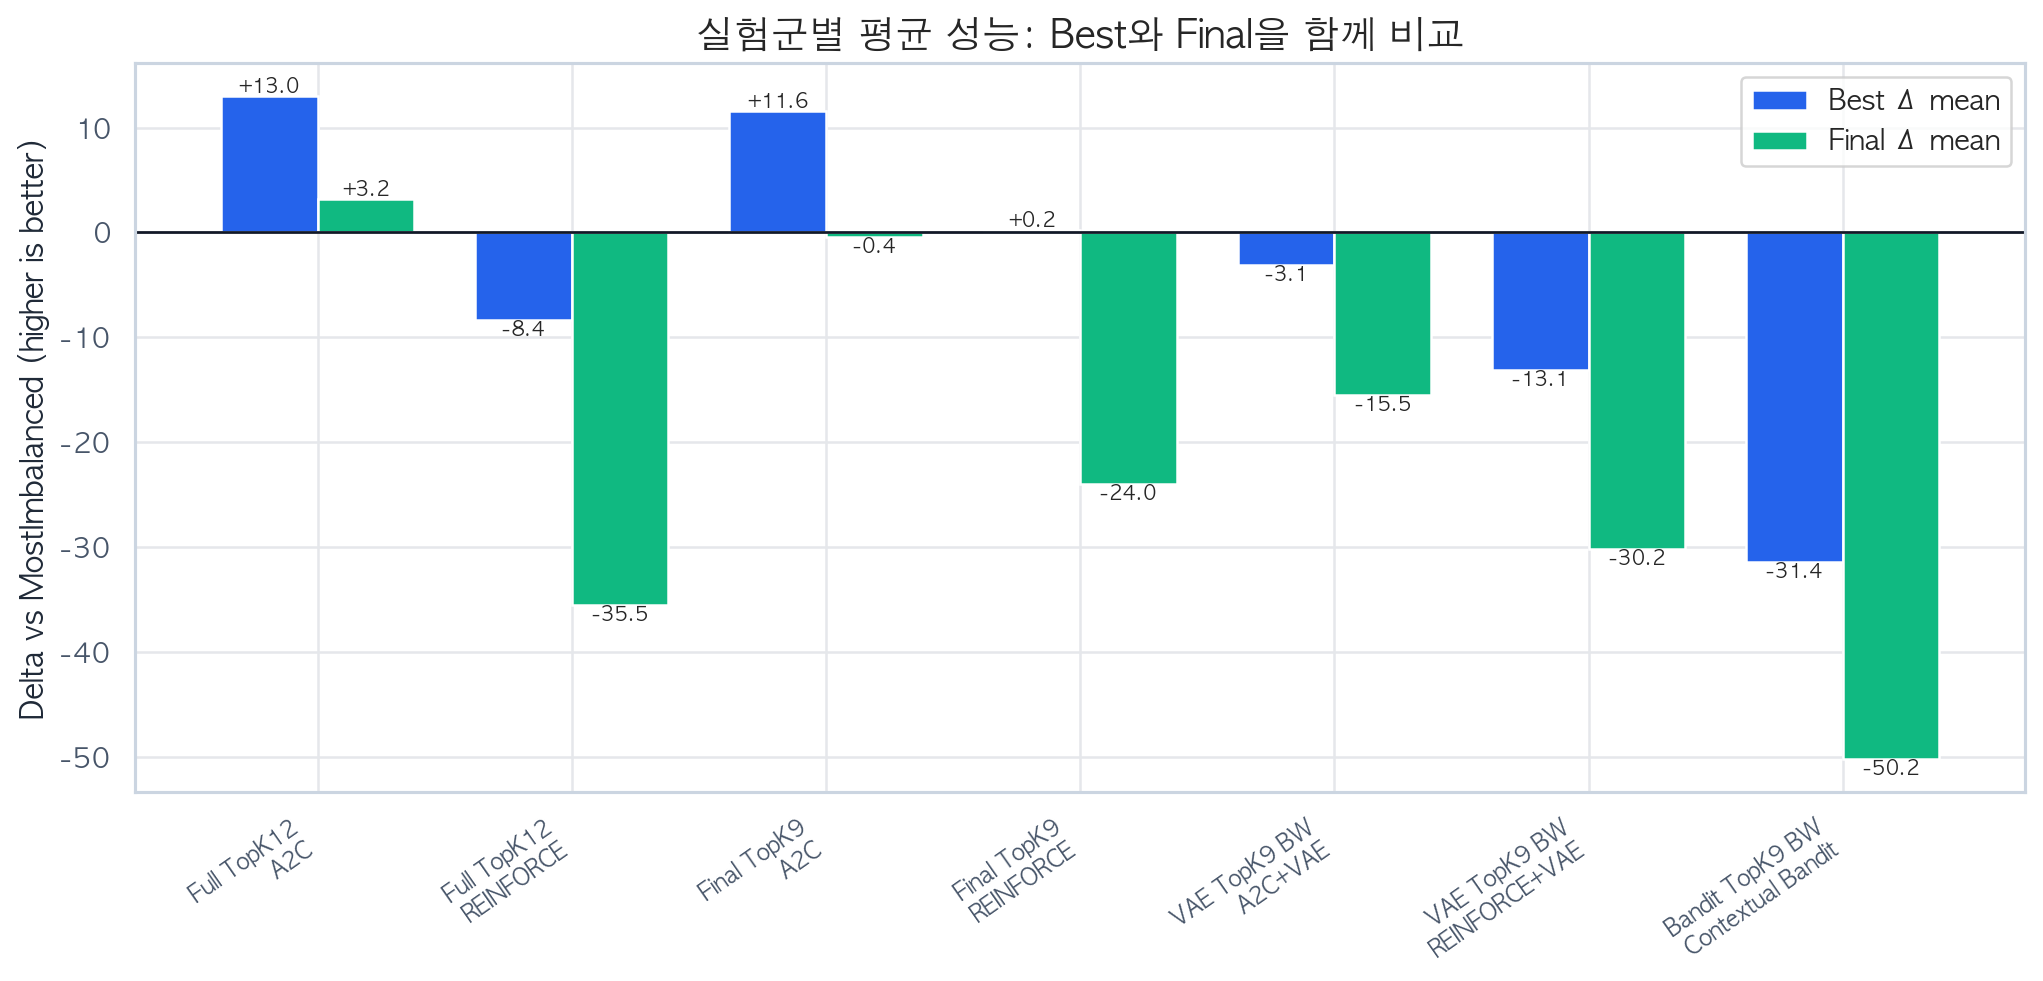 실험군별 평균 성능: Best와 Final을 함께 비교
Best Δ mean
Final Δ mean
Delta vs MostImbalanced (higher is better)
10
0
-10
-20
-30
-40
-50
+13.0
+3.2
-8.4
-35.5
+11.6
-0.4
+0.2
-24.0
-3.1
-15.5
-13.1
-30.2
-31.4
-50.2
Full TopK12
A2C
Full TopK12
REINFORCE
Final TopK9
A2C
Final TopK9
REINFORCE
VAE TopK9 BW
A2C+VAE
VAE TopK9 BW
REINFORCE+VAE
Bandit TopK9 BW
Contextual Bandit